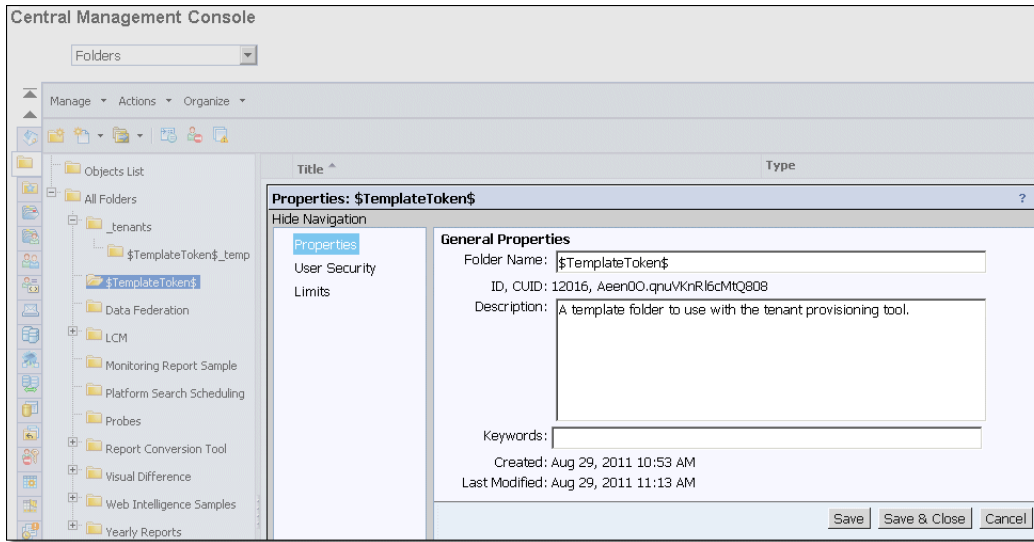 Central Management Console
Folders
Manage Actions Organize
Objects List
All Folders
_tenants
$TemplateToken$_temp
$TemplateToken$
Data Federation
LCM
Monitoring Report Sample
Platform Search Scheduling
Probes
Report Conversion Tool
Visual Difference
Web Intelligence Samples
Yearly Reports
Title Type
Properties: $TemplateToken$ ?
Hide Navigation
Properties
User Security
Limits
General Properties
Folder Name: $TemplateToken$
ID, CUID: 12016, Aeen0O.qnuVKnRl6cMtQ808
Description: A template folder to use with the tenant provisioning tool.
Keywords:
Created: Aug 29, 2011 10:53 AM
Last Modified: Aug 29, 2011 11:13 AM
Save Save & Close Cancel